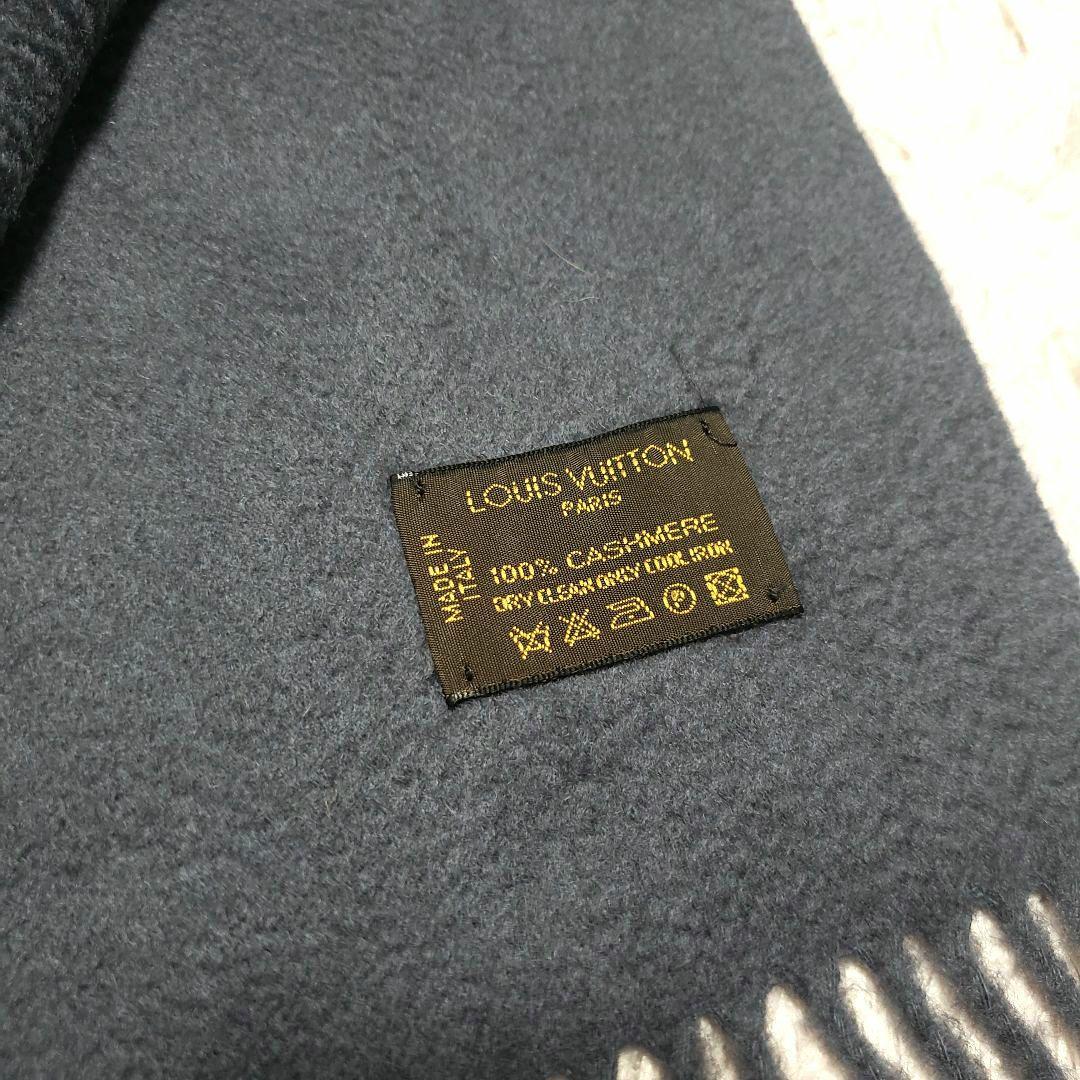 LOUIS VUITTON
PARIS
MADE IN
ITALY
100% CASHMERE
DRY CLEAN ONLY COOL IRON
P